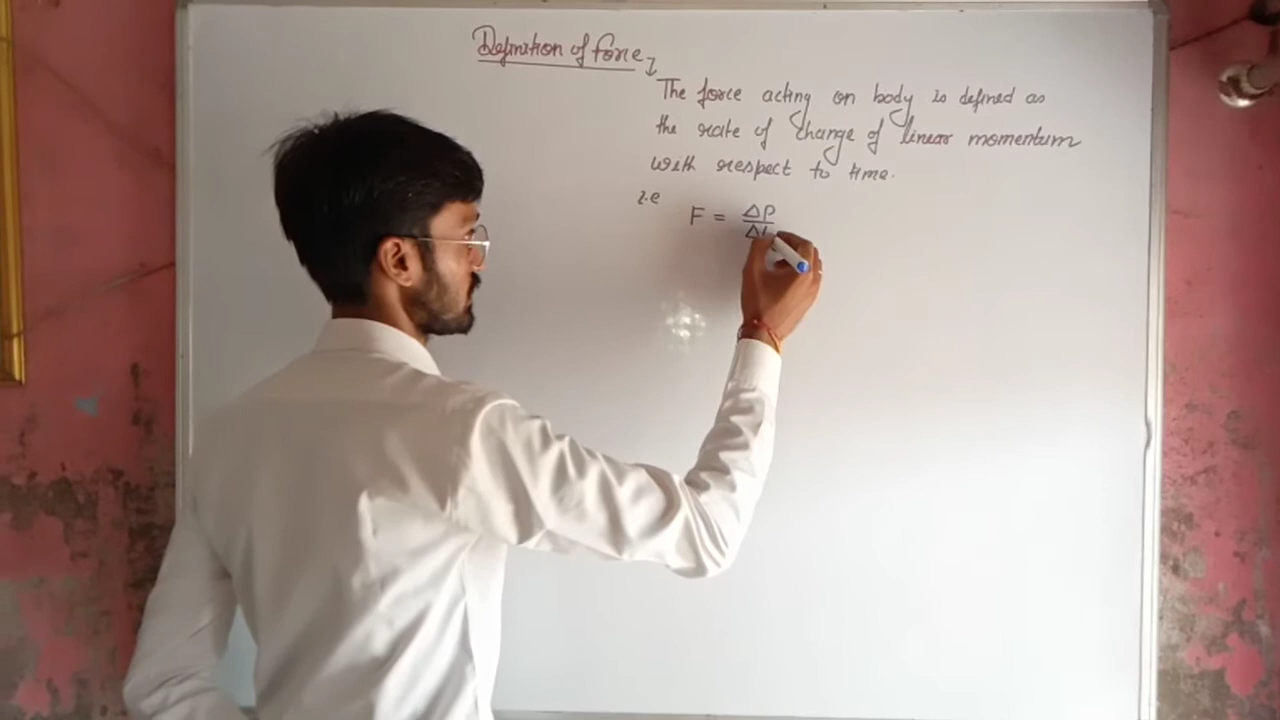 Definition of force
The force acting on body is defined as
the rate of change of linear momentum
with respect to time.
i.e F = ΔP/Δt